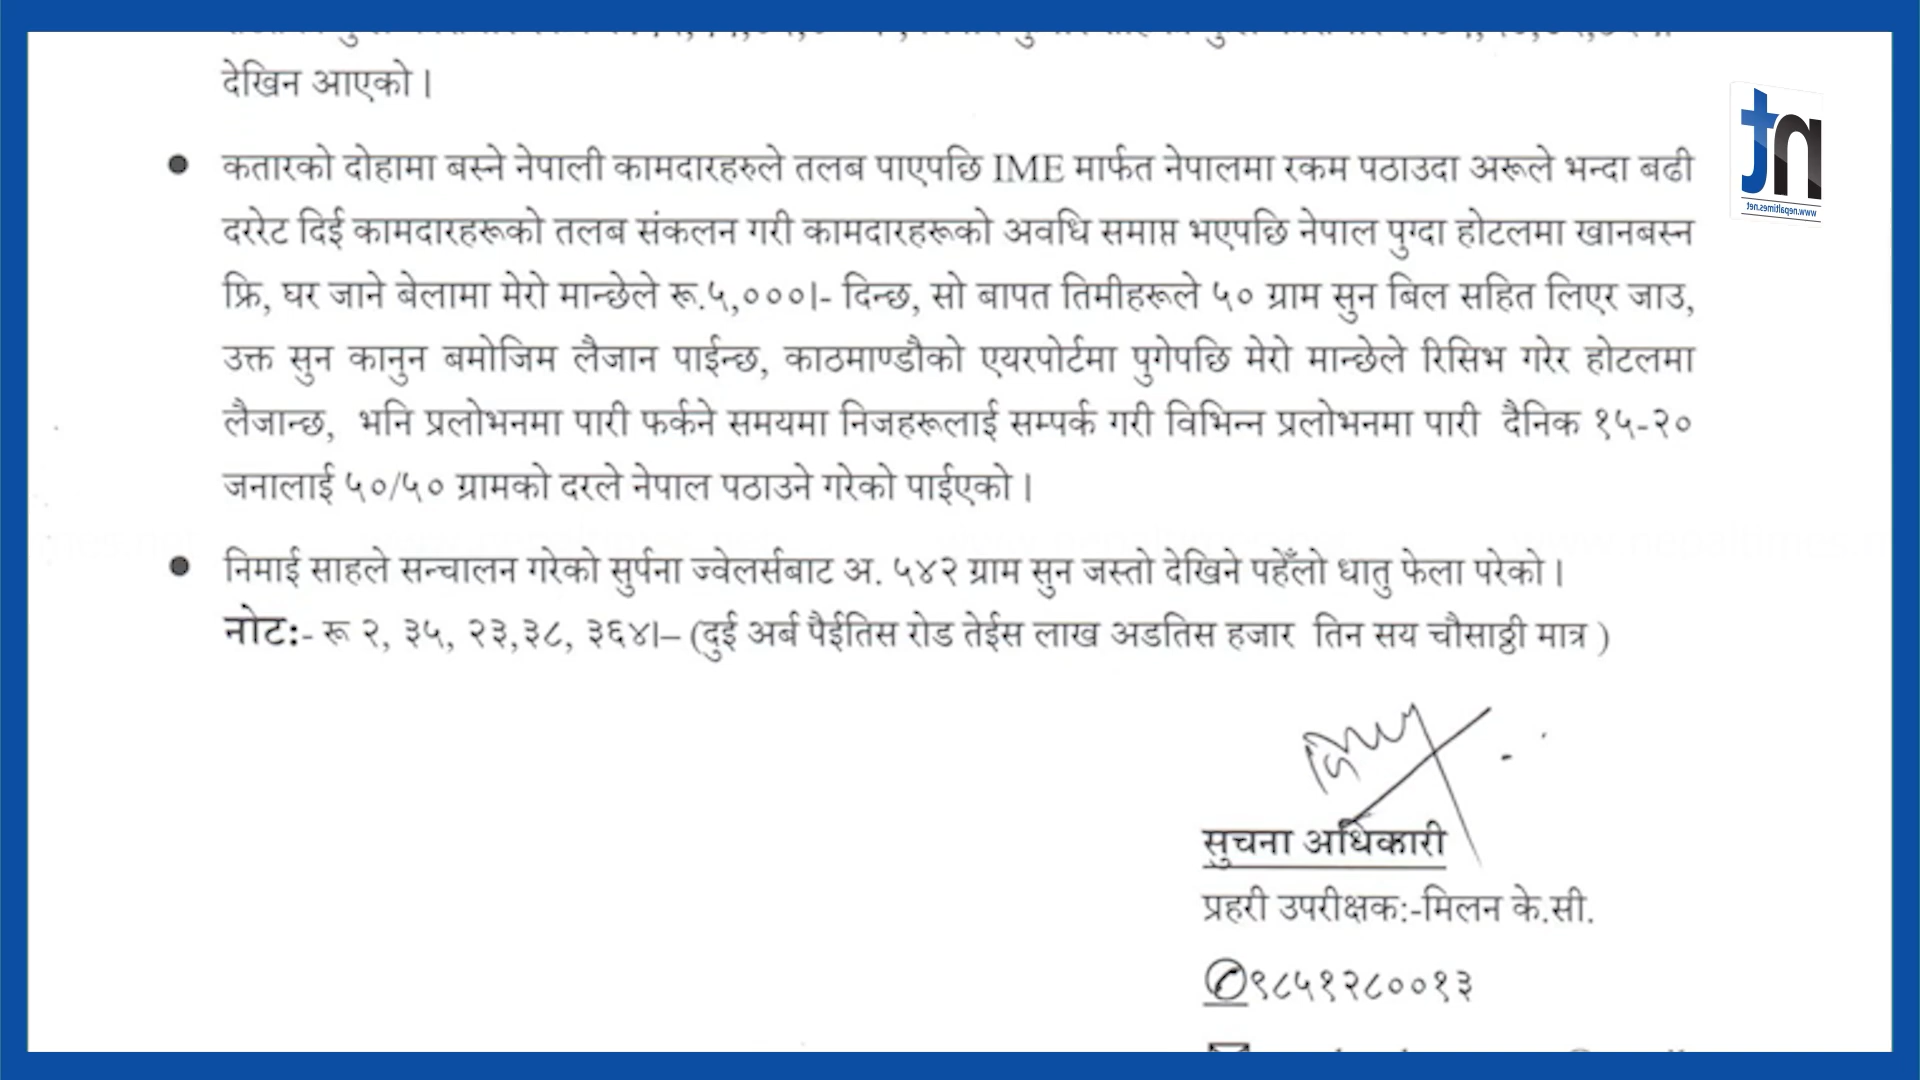 देखिन आएको।
● कतारको दोहामा बस्ने नेपाली कामदारहरुले तलब पाएपछि IME मार्फत नेपालमा रकम पठाउदा अरूले भन्दा बढी
दररेट दिई कामदारहरूको तलब संकलन गरी कामदारहरूको अवधि समाप्त भएपछि नेपाल पुग्दा होटलमा खानबस्न
फ्रि, घर जाने बेलामा मेरो मान्छेले रू.५,०००।- दिन्छ, सो बापत तिमीहरूले ५० ग्राम सुन बिल सहित लिएर जाउ,
उक्त सुन कानुन बमोजिम लैजान पाईन्छ, काठमाण्डौको एयरपोर्टमा पुगेपछि मेरो मान्छेले रिसिभ गरेर होटलमा
लैजान्छ, भनि प्रलोभनमा पारी फर्कने समयमा निजहरूलाई सम्पर्क गरी विभिन्न प्रलोभनमा पारी दैनिक १५-२०
जनालाई ५०/५० ग्रामको दरले नेपाल पठाउने गरेको पाईएको।
● निमाई साहले सन्चालन गरेको सुर्पना ज्वेलर्सबाट अ. ५४२ ग्राम सुन जस्तो देखिने पहेँलो धातु फेला परेको।
नोट:- रू २, ३५, २३,३८, ३६४।– (दुई अर्ब पैईतिस रोड तेईस लाख अडतिस हजार तिन सय चौसाठ्ठी मात्र )
सुचना अधिकारी
प्रहरी उपरीक्षक:-मिलन के.सी.
✆९८५१२८००१३
www.nepaltimes.net